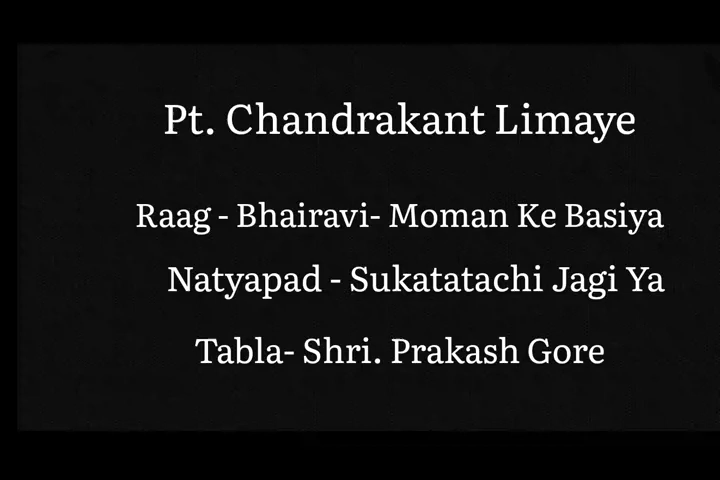 Pt. Chandrakant Limaye
Raag - Bhairavi- Moman Ke Basiya
Natyapad - Sukatatachi Jagi Ya
Tabla- Shri. Prakash Gore